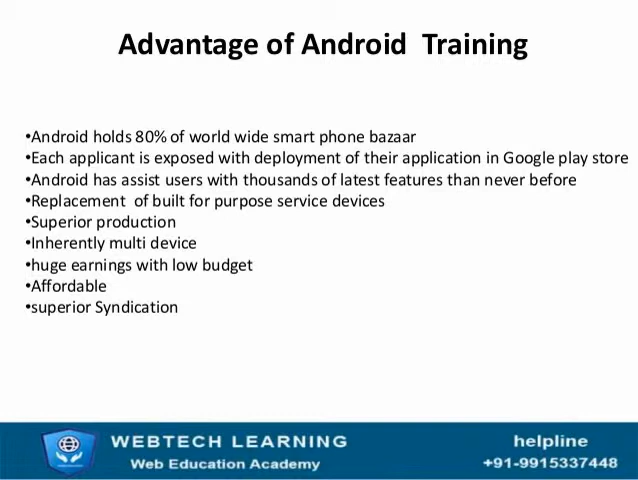 Advantage of Android Training
•Android holds 80% of world wide smart phone bazaar
•Each applicant is exposed with deployment of their application in Google play store
•Android has assist users with thousands of latest features than never before
•Replacement of built for purpose service devices
•Superior production
•Inherently multi device
•huge earnings with low budget
•Affordable
•superior Syndication
WEBTECH LEARNING
Web Education Academy
helpline
+91-9915337448